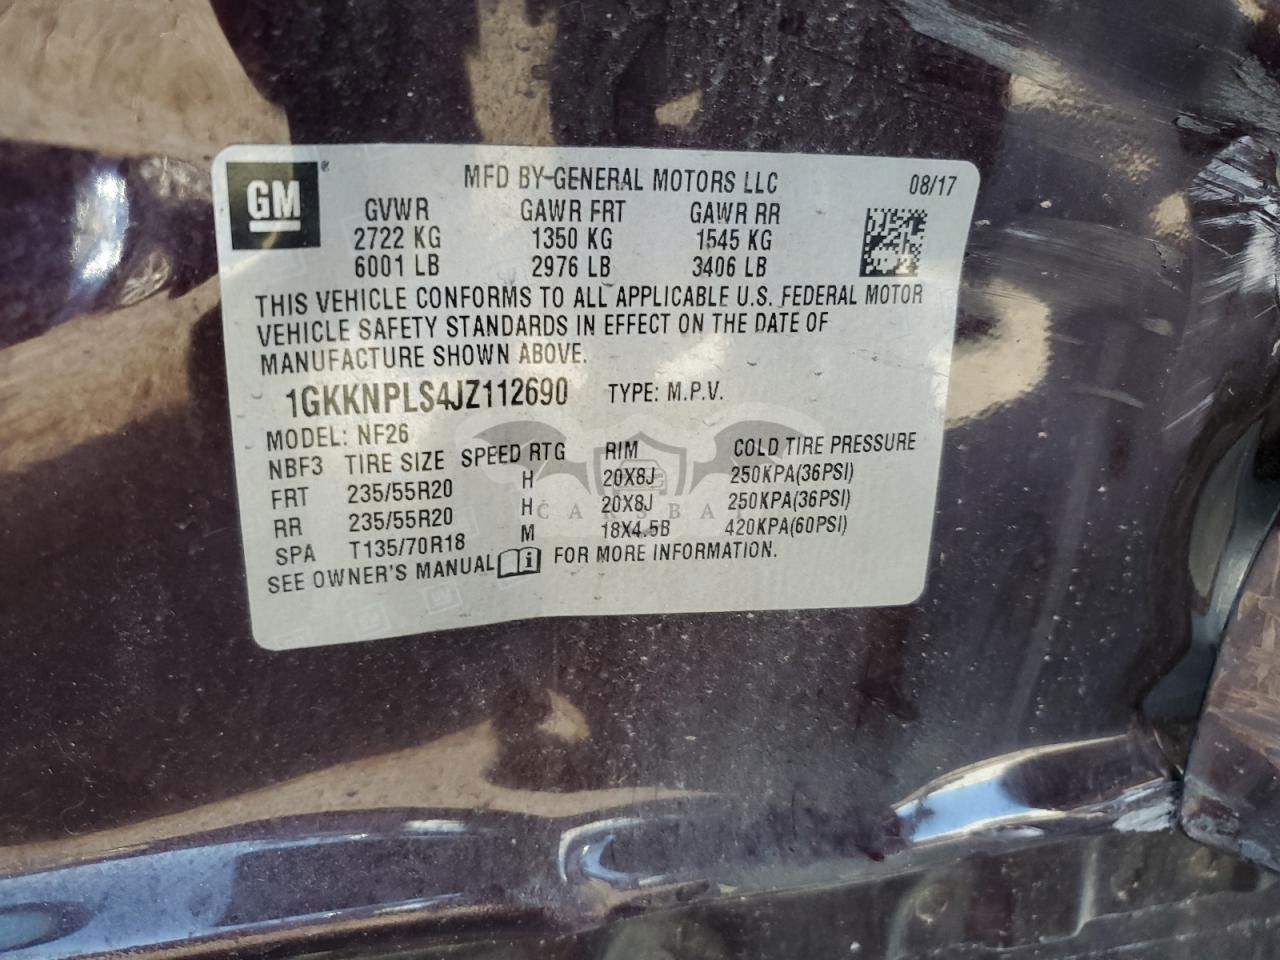 GM
MFD BY GENERAL MOTORS LLC 08/17
GVWR GAWR FRT GAWR RR
2722 KG 1350 KG 1545 KG
6001 LB 2976 LB 3406 LB
THIS VEHICLE CONFORMS TO ALL APPLICABLE U.S. FEDERAL MOTOR
VEHICLE SAFETY STANDARDS IN EFFECT ON THE DATE OF
MANUFACTURE SHOWN ABOVE.
1GKKNPLS4JZ112690 TYPE: M.P.V.
MODEL: NF26
NBF3 TIRE SIZE SPEED RTG RIM COLD TIRE PRESSURE
FRT 235/55R20 H 20X8J 250KPA(36PSI)
RR 235/55R20 H 20X8J 250KPA(36PSI)
SPA T135/70R18 M 18X4.5B 420KPA(60PSI)
SEE OWNER'S MANUAL FOR MORE INFORMATION.
CARSBAT